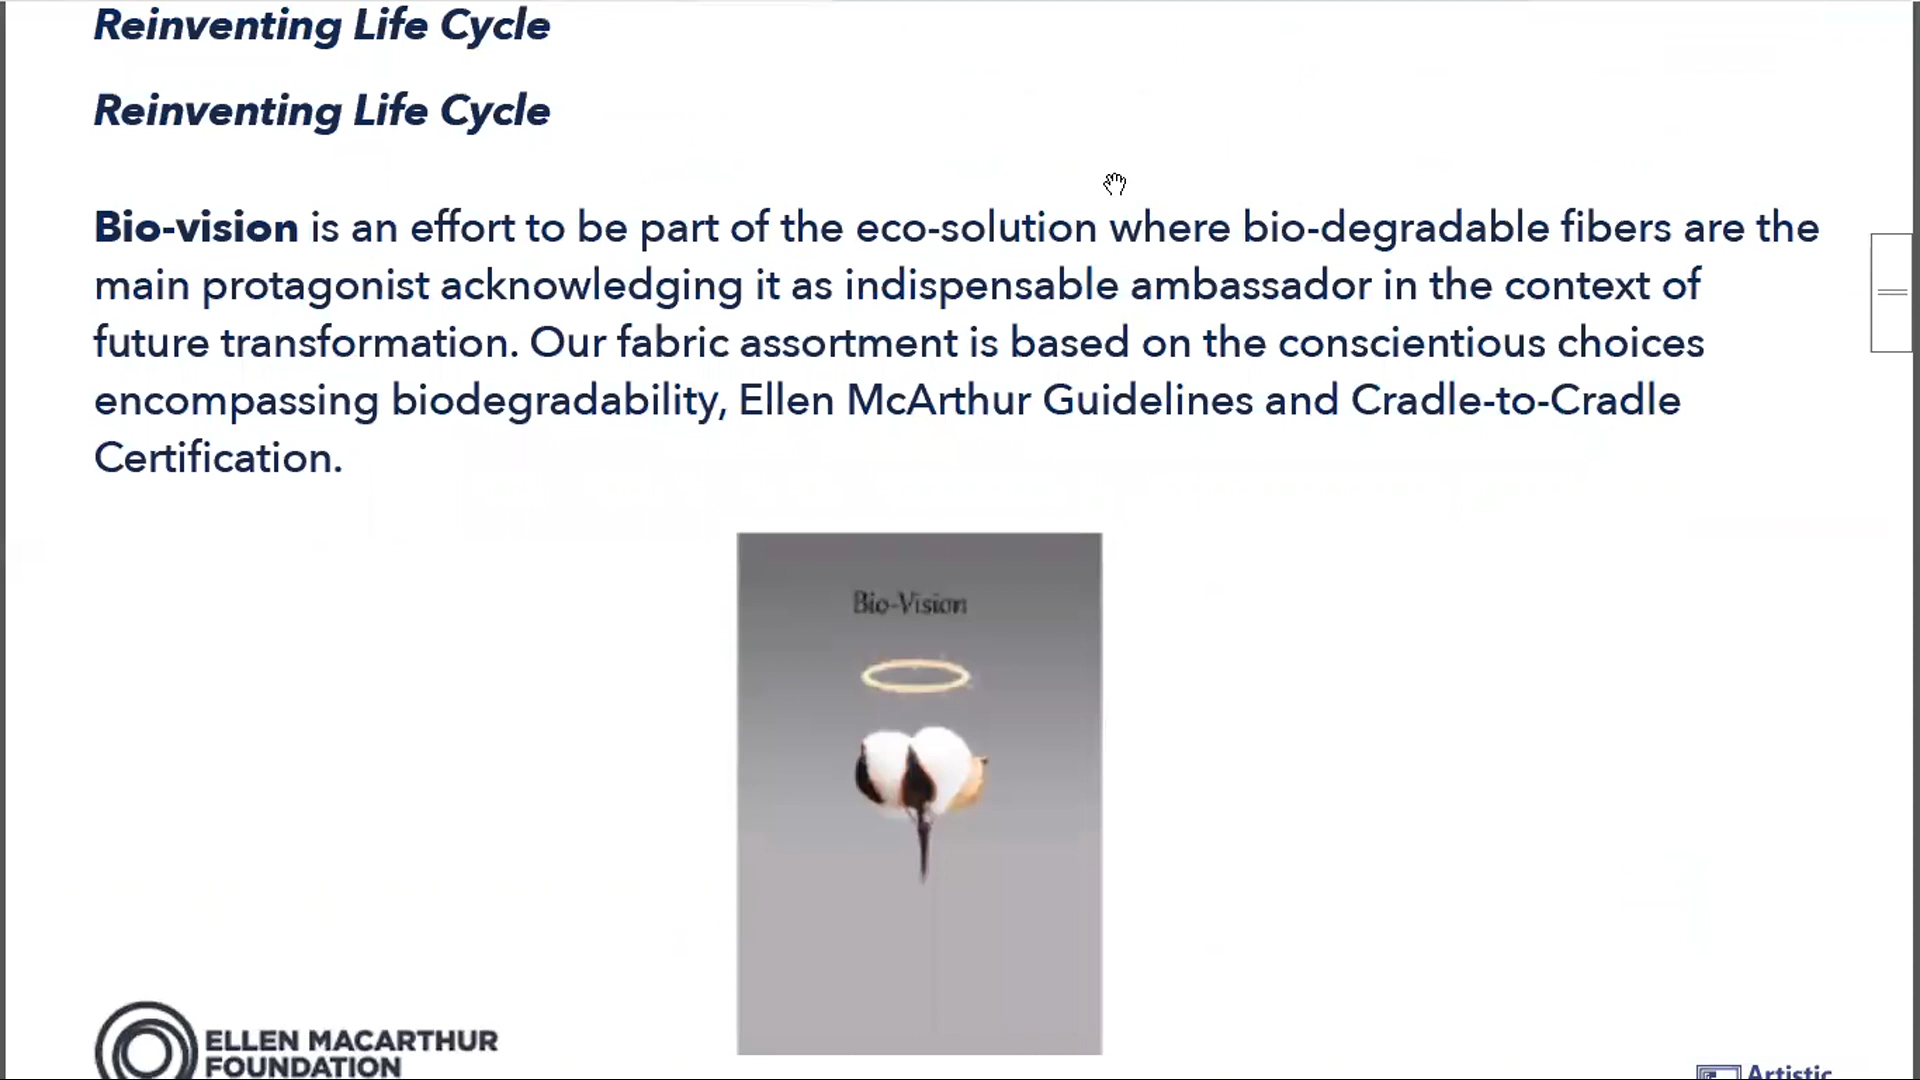 Reinventing Life Cycle
Reinventing Life Cycle
Bio-vision is an effort to be part of the eco-solution where bio-degradable fibers are the
main protagonist acknowledging it as indispensable ambassador in the context of
future transformation. Our fabric assortment is based on the conscientious choices
encompassing biodegradability, Ellen McArthur Guidelines and Cradle-to-Cradle
Certification.
Bio-Vision
ELLEN MACARTHUR
FOUNDATION
Artistic